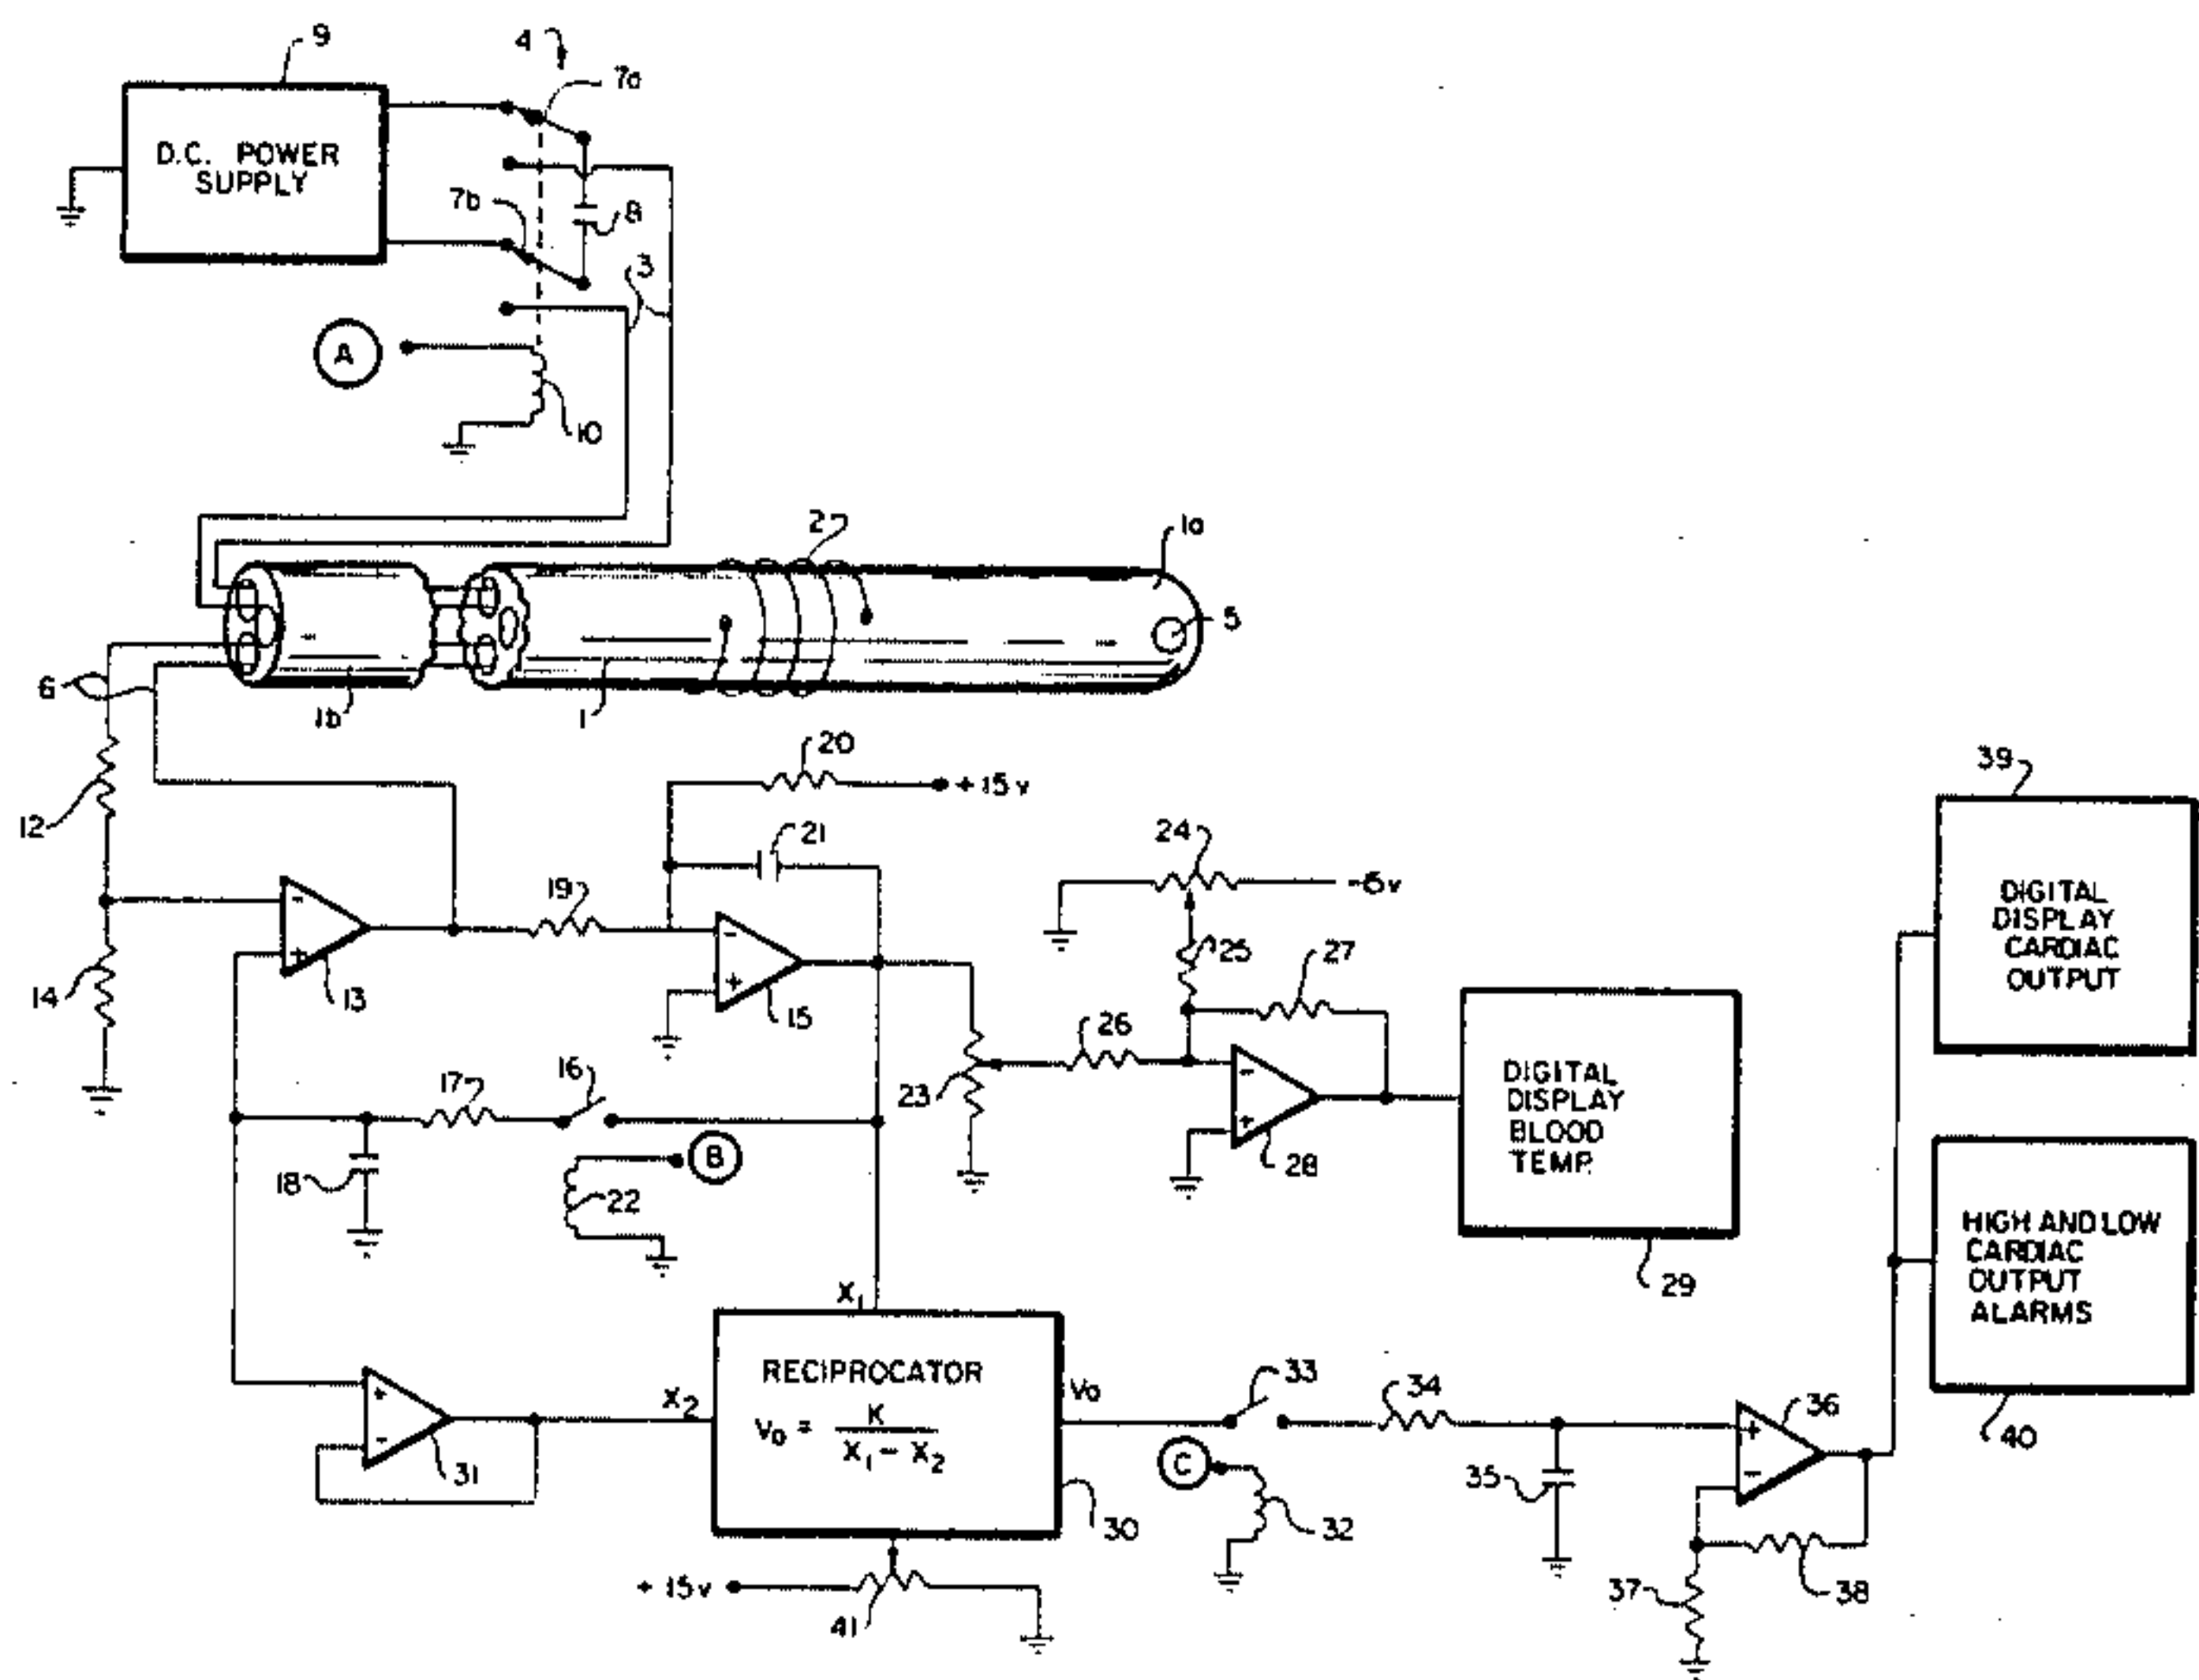 9
4
7a
D.C. POWER
SUPPLY
7b
8
3
A
10
2
1a
5
6
1b
1
20
+15v
12
21
24
-6v
39
19
25
27
DIGITAL
DISPLAY
CARDIAC
OUTPUT
-
+
13
14
-
+
15
26
23
17
16
B
18
22
-
+
28
DIGITAL
DISPLAY
BLOOD
TEMP.
29
HIGH AND LOW
CARDIAC
OUTPUT
ALARMS
40
X1
RECIPROCATOR
Vo = K / X1 - X2
X2
Vo
+
-
31
30
33
34
C
32
35
+
-
36
37
38
+15v
41